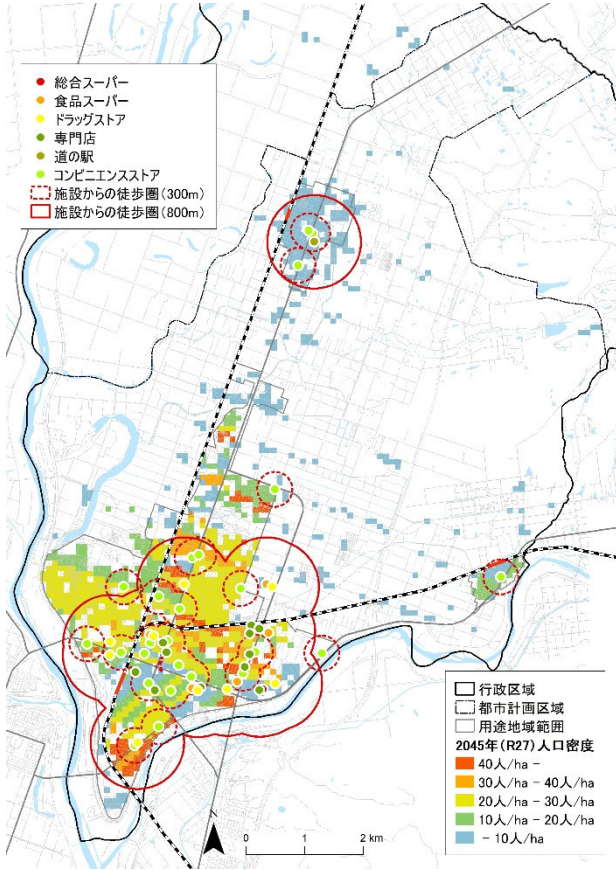 総合スーパー
食品スーパー
ドラッグストア
専門店
道の駅
コンビニエンスストア
施設からの徒歩圏(300m)
施設からの徒歩圏(800m)
行政区域
都市計画区域
用途地域範囲
2045年(R27)人口密度
40人/ha -
30人/ha - 40人/ha
20人/ha - 30人/ha
10人/ha - 20人/ha
- 10人/ha
0 1 2 km